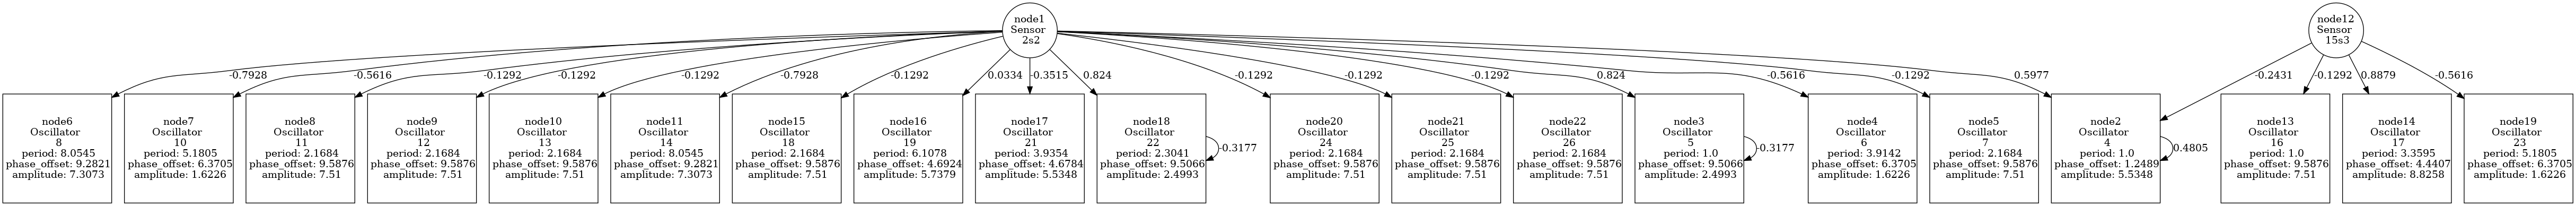 node1
Sensor
2s2
node12
Sensor
15s3
-0.7928
-0.5616
-0.1292
-0.1292
-0.1292
-0.7928
-0.1292
0.0334
-0.3515
0.824
-0.1292
-0.1292
-0.1292
0.824
-0.5616
-0.1292
0.5977
-0.2431
-0.1292
0.8879
-0.5616
node6
Oscillator
8
period: 8.0545
phase_offset: 9.2821
amplitude: 7.3073
node7
Oscillator
10
period: 5.1805
phase_offset: 6.3705
amplitude: 1.6226
node8
Oscillator
11
period: 2.1684
phase_offset: 9.5876
amplitude: 7.51
node9
Oscillator
12
period: 2.1684
phase_offset: 9.5876
amplitude: 7.51
node10
Oscillator
13
period: 2.1684
phase_offset: 9.5876
amplitude: 7.51
node11
Oscillator
14
period: 8.0545
phase_offset: 9.2821
amplitude: 7.3073
node15
Oscillator
18
period: 2.1684
phase_offset: 9.5876
amplitude: 7.51
node16
Oscillator
19
period: 6.1078
phase_offset: 4.6924
amplitude: 5.7379
node17
Oscillator
21
period: 3.9354
phase_offset: 4.6784
amplitude: 5.5348
node18
Oscillator
22
period: 2.3041
phase_offset: 9.5066
amplitude: 2.4993
-0.3177
node20
Oscillator
24
period: 2.1684
phase_offset: 9.5876
amplitude: 7.51
node21
Oscillator
25
period: 2.1684
phase_offset: 9.5876
amplitude: 7.51
node22
Oscillator
26
period: 2.1684
phase_offset: 9.5876
amplitude: 7.51
node3
Oscillator
5
period: 1.0
phase_offset: 9.5066
amplitude: 2.4993
-0.3177
node4
Oscillator
6
period: 3.9142
phase_offset: 6.3705
amplitude: 1.6226
node5
Oscillator
7
period: 2.1684
phase_offset: 9.5876
amplitude: 7.51
node2
Oscillator
4
period: 1.0
phase_offset: 1.2489
amplitude: 5.5348
0.4805
node13
Oscillator
16
period: 1.0
phase_offset: 9.5876
amplitude: 7.51
node14
Oscillator
17
period: 3.3595
phase_offset: 4.4407
amplitude: 8.8258
node19
Oscillator
23
period: 5.1805
phase_offset: 6.3705
amplitude: 1.6226